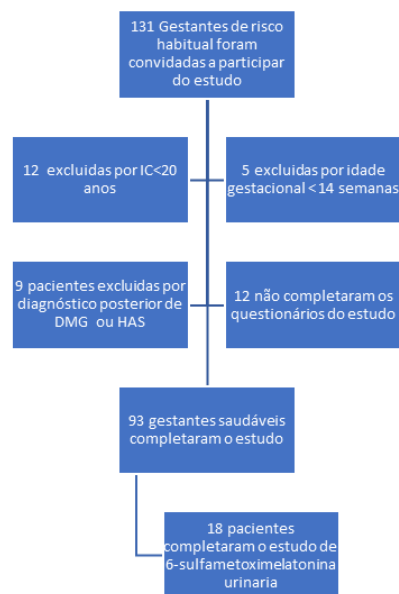 131 Gestantes de risco
habitual foram
convidadas a participar
do estudo
12 excluidas por IC<20
anos
5 excluidas por idade
gestacional <14 semanas
9 pacientes excluidas por
diagnóstico posterior de
DMG ou HAS
12 não completaram os
questionários do estudo
93 gestantes saudáveis
completaram o estudo
18 pacientes
completaram o estudo de
6-sulfametoximelatonina
urinaria